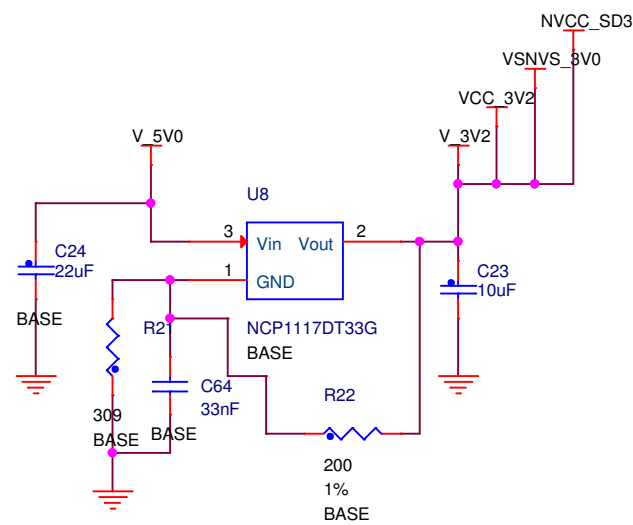 NVCC_SD3
VSNVS_3V0
VCC_3V2
V_5V0
V_3V2
U8
3
Vin
Vout
2
C24
22uF
1
GND
C23
10uF
BASE
R21
NCP1117DT33G
BASE
C64
33nF
R22
309
BASE
BASE
200
1%
BASE